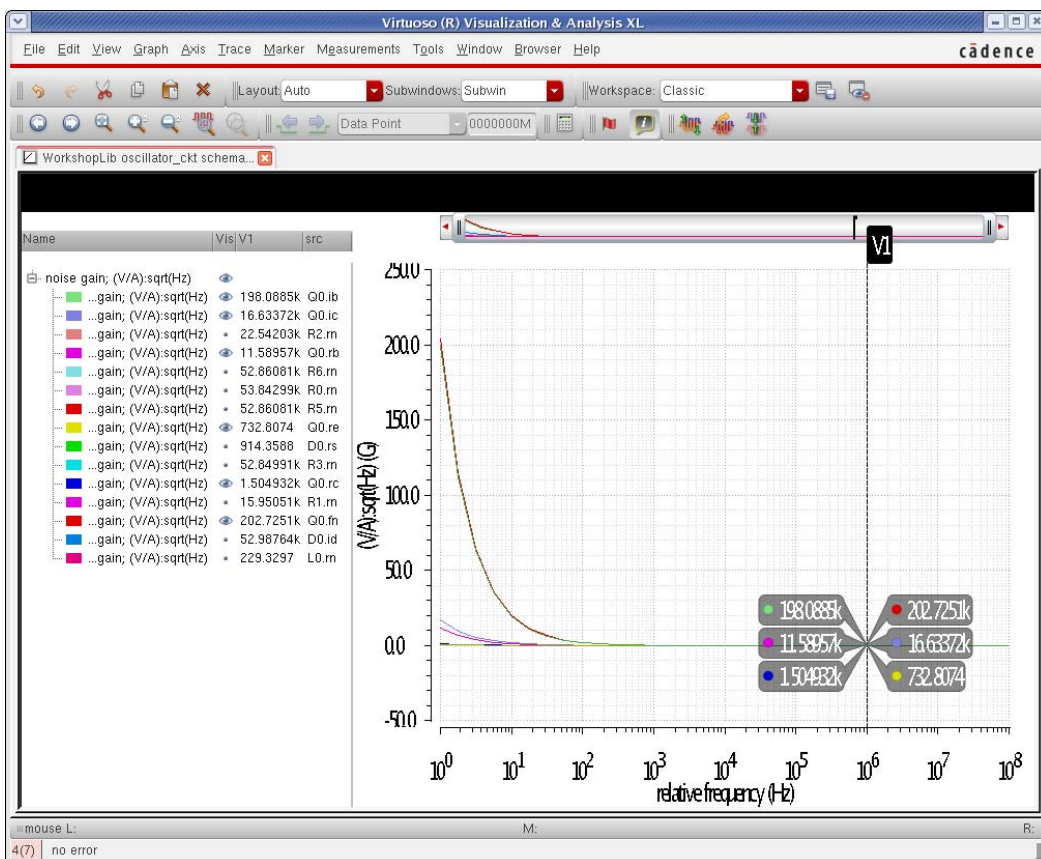 Virtuoso (R) Visualization & Analysis XL
File Edit View Graph Axis Trace Marker Measurements Tools Window Browser Help cādence
Layout: Auto Subwindows: Subwin Workspace: Classic
Data Point 0000000M
WorkshopLib oscillator_ckt schema...
Name Vis V1 src
noise gain; (V/A):sqrt(Hz)
...gain; (V/A):sqrt(Hz) 198.0885k Q0.ib
...gain; (V/A):sqrt(Hz) 16.63372k Q0.ic
...gain; (V/A):sqrt(Hz) 22.54203k R2.rn
...gain; (V/A):sqrt(Hz) 11.58957k Q0.rb
...gain; (V/A):sqrt(Hz) 52.86081k R6.rn
...gain; (V/A):sqrt(Hz) 53.84299k R0.rn
...gain; (V/A):sqrt(Hz) 52.86081k R5.rn
...gain; (V/A):sqrt(Hz) 732.8074 Q0.re
...gain; (V/A):sqrt(Hz) 914.3588 D0.rs
...gain; (V/A):sqrt(Hz) 52.84991k R3.rn
...gain; (V/A):sqrt(Hz) 1.504932k Q0.rc
...gain; (V/A):sqrt(Hz) 15.95051k R1.rn
...gain; (V/A):sqrt(Hz) 202.7251k Q0.fn
...gain; (V/A):sqrt(Hz) 52.98764k D0.id
...gain; (V/A):sqrt(Hz) 229.3297 L0.rn
V1
250.0
200.0
150.0
100.0
50.0
0.0
-50.0
(V/A):sqrt(Hz) (G)
198.0885k 202.7251k
11.58957k 16.63372k
1.504932k 732.8074
10^0 10^1 10^2 10^3 10^4 10^5 10^6 10^7 10^8
relative frequency (Hz)
mouse L: M: R:
4(7) no error